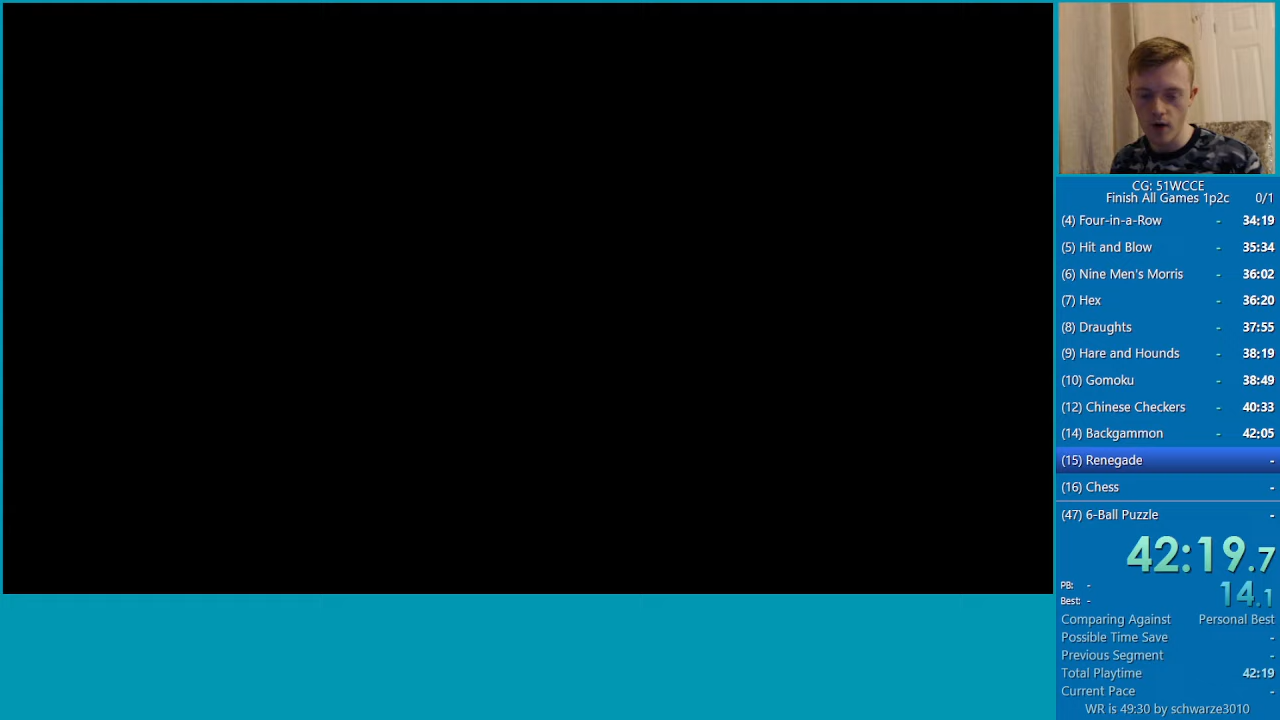 CG: 51WCCE
Finish All Games 1p2c 0/1
(4) Four-in-a-Row - 34:19
(5) Hit and Blow - 35:34
(6) Nine Men's Morris - 36:02
(7) Hex - 36:20
(8) Draughts - 37:55
(9) Hare and Hounds - 38:19
(10) Gomoku - 38:49
(12) Chinese Checkers - 40:33
(14) Backgammon - 42:05
(15) Renegade -
(16) Chess -
(47) 6-Ball Puzzle -
42:19.7
PB: - 14.1
Best: -
Comparing Against Personal Best
Possible Time Save -
Previous Segment -
Total Playtime 42:19
Current Pace -
WR is 49:30 by schwarze3010